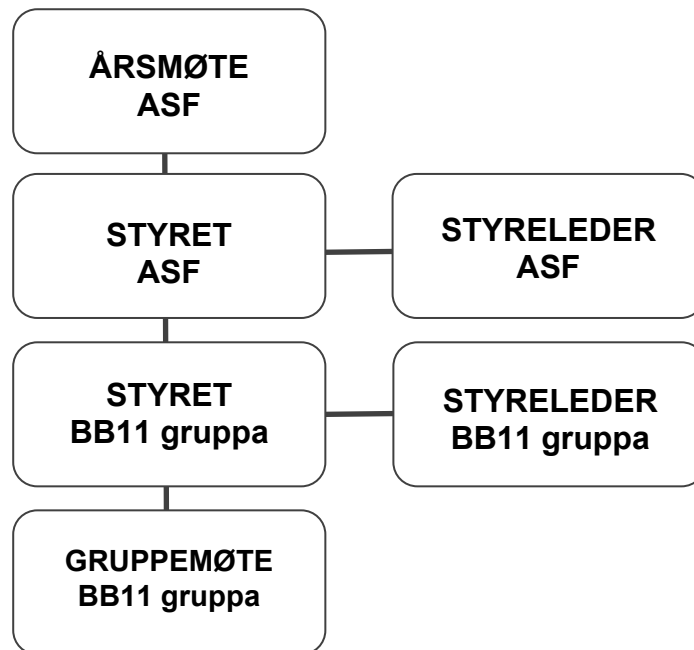 ÅRSMØTE
ASF
STYRET
ASF
STYRELEDER
ASF
STYRET
BB11 gruppa
STYRELEDER
BB11 gruppa
GRUPPEMØTE
BB11 gruppa